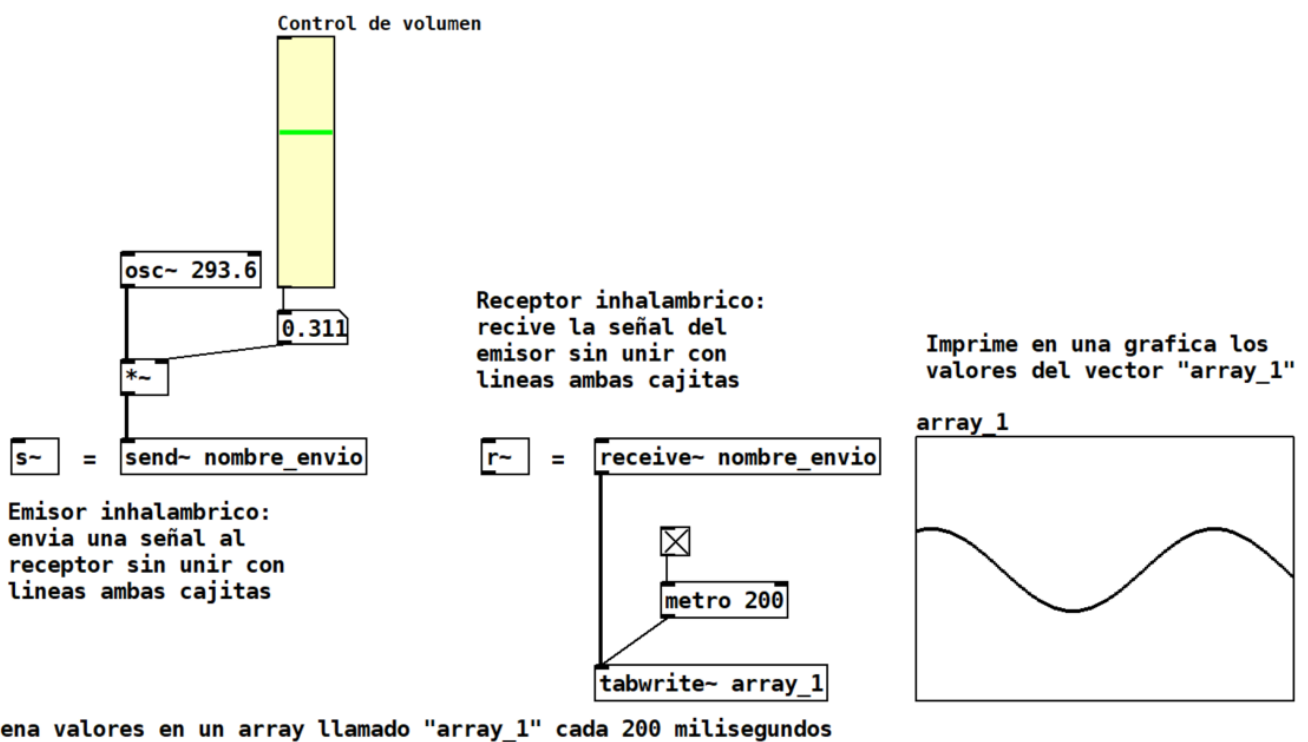 Control de volumen
osc~ 293.6
0.311
*~
s~ = send~ nombre_envio
Emisor inhalambrico:
envia una señal al
receptor sin unir con
lineas ambas cajitas
Receptor inhalambrico:
recive la señal del
emisor sin unir con
lineas ambas cajitas
r~ = receive~ nombre_envio
metro 200
tabwrite~ array_1
Imprime en una grafica los
valores del vector "array_1"
array_1
ena valores en un array llamado "array_1" cada 200 milisegundos